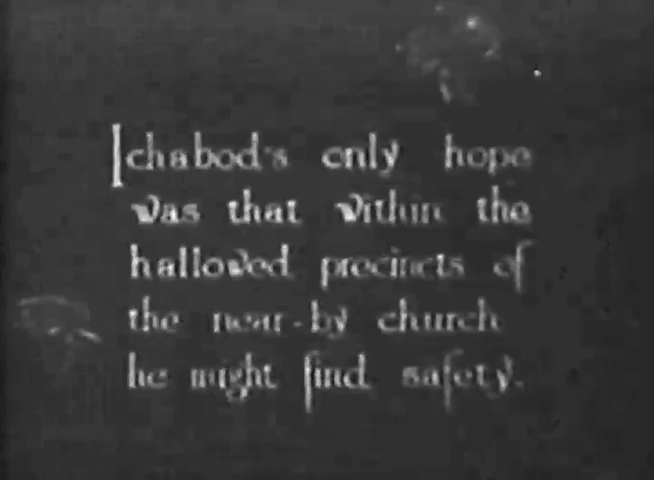 Ichabod's only hope
was that within the
hallowed precincts of
the near-by church
he might find safety.